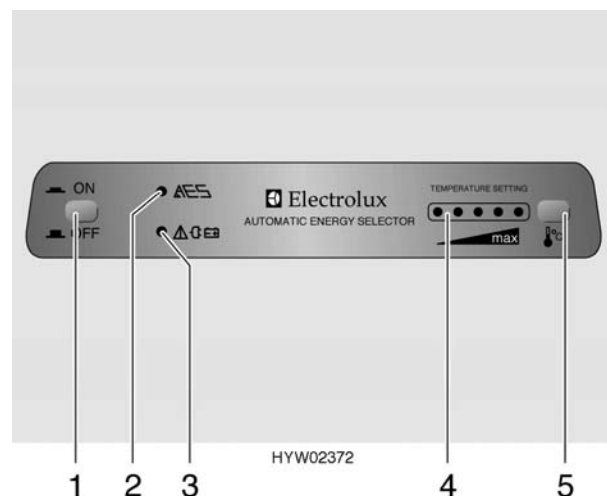 ON
OFF
AES
Electrolux
AUTOMATIC ENERGY SELECTOR
TEMPERATURE SETTING
max
°C
HYW02372
1 2 3 4 5